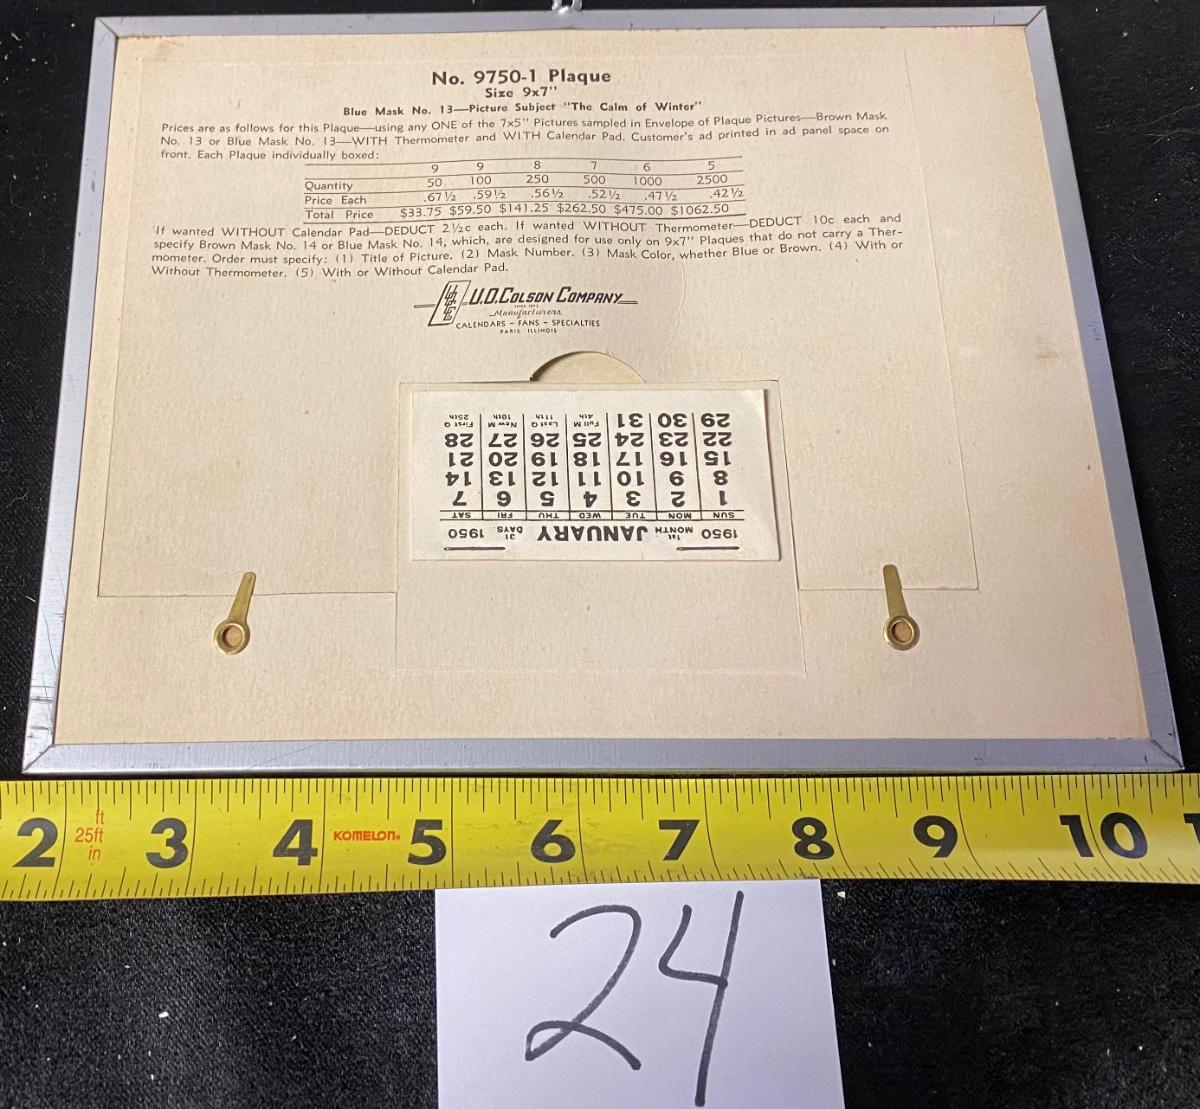 No. 9750-1 Plaque
Size 9x7"
Blue Mask No. 13—Picture Subject "The Calm of Winter"
Prices are as follows for this Plaque—using any ONE of the 7x5" Pictures sampled in Envelope of Plaque Pictures—Brown Mask
No. 13 or Blue Mask No. 13—WITH Thermometer and WITH Calendar Pad. Customer's ad printed in ad panel space on
front. Each Plaque individually boxed:
9 9 8 7 6 5
Quantity 50 100 250 500 1000 2500
Price Each .67½ .59½ .56½ .52½ .47½ .42½
Total Price $33.75 $59.50 $141.25 $262.50 $475.00 $1062.50
If wanted WITHOUT Calendar Pad—DEDUCT 2½c each. If wanted WITHOUT Thermometer—DEDUCT 10c each and
specify Brown Mask No. 14 or Blue Mask No. 14, which, are designed for use only on 9x7" Plaques that do not carry a Ther-
mometer. Order must specify: (1) Title of Picture. (2) Mask Number. (3) Mask Color, whether Blue or Brown. (4) With or
Without Thermometer. (5) With or Without Calendar Pad.
U.O. COLSON COMPANY
Manufacturers
CALENDARS - FANS - SPECIALTIES
PARIS ILLINOIS
1950 1st MONTH JANUARY 31 DAYS 1950
SUN MON TUE WED THU FRI SAT
1 2 3 4 5 6 7
8 9 10 11 12 13 14
15 16 17 18 19 20 21
22 23 24 25 26 27 28
29 30 31 Full M 4th Last Q 11th New M 18th First Q 25th
2 ft 25ft in 3 4 KOMELON 5 6 7 8 9 10
24